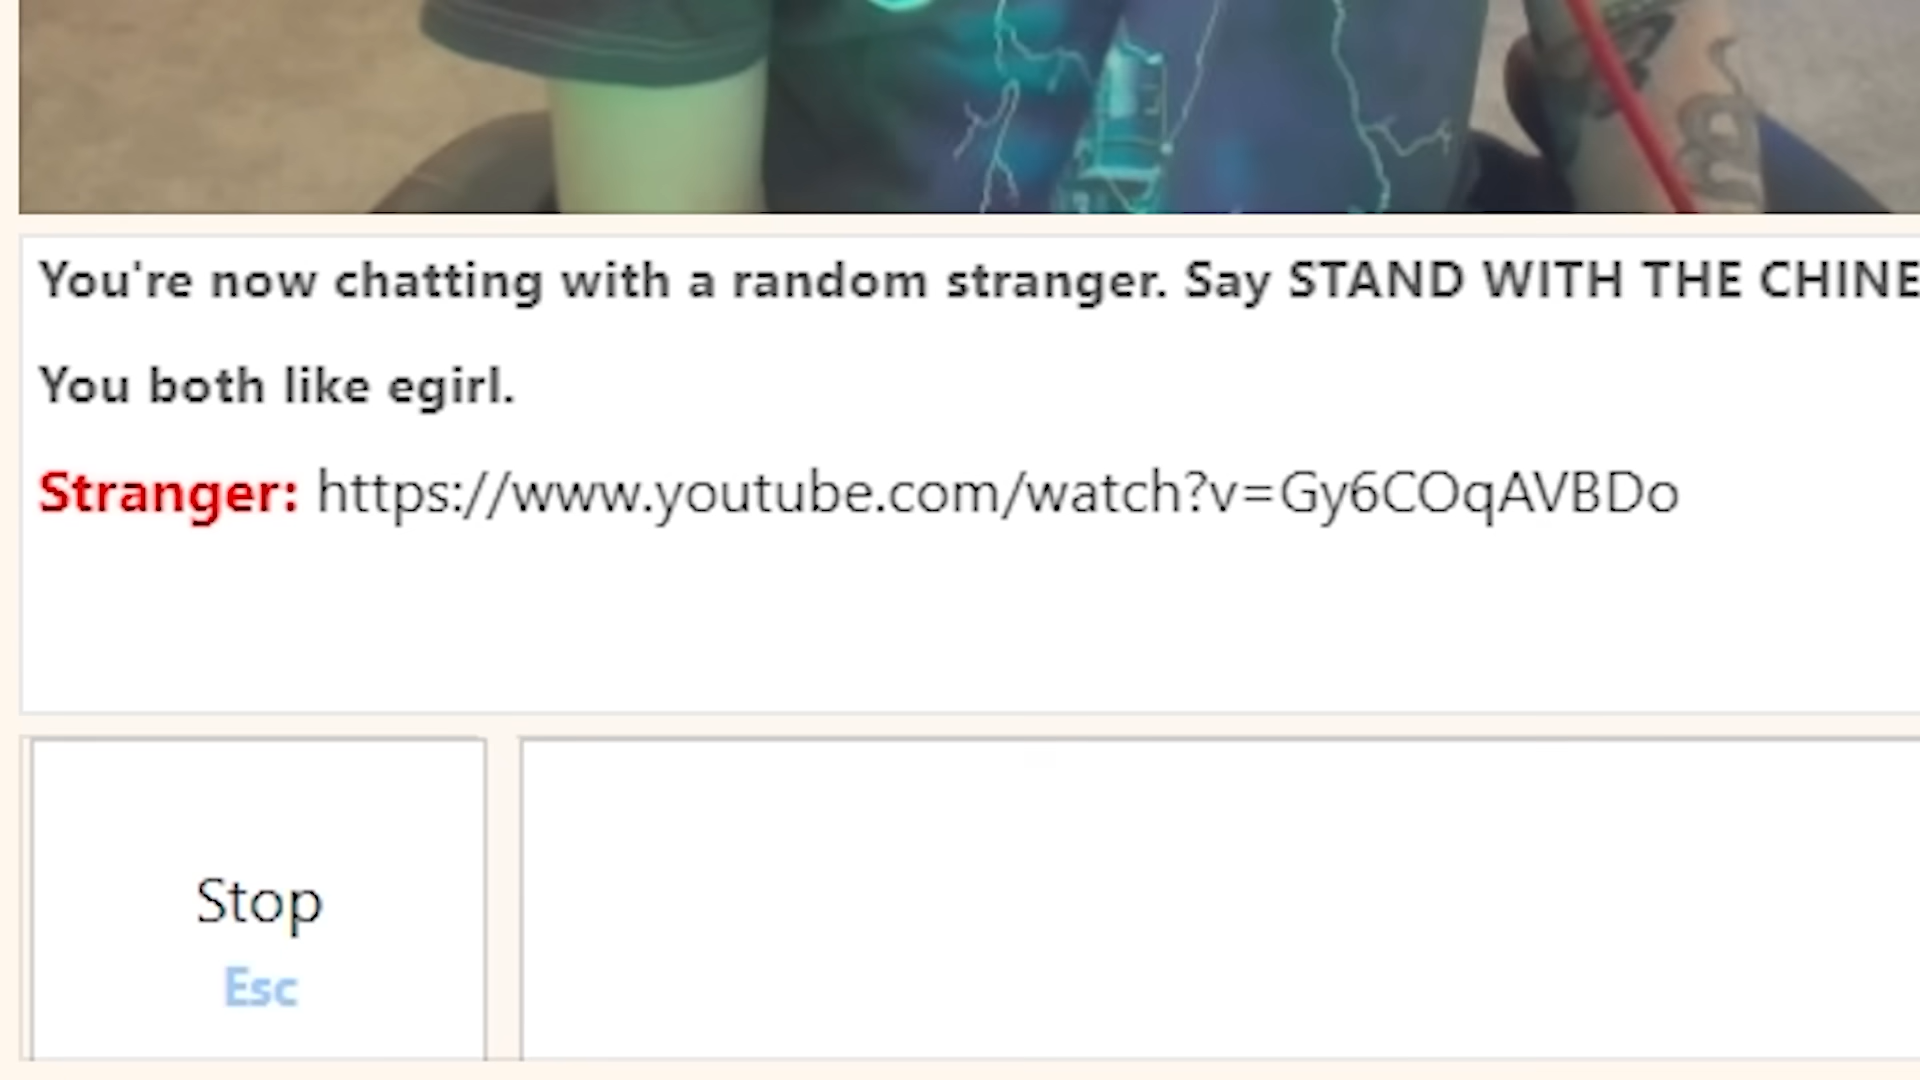 You're now chatting with a random stranger. Say STAND WITH THE CHINE
You both like egirl.
Stranger: https://www.youtube.com/watch?v=Gy6COqAVBDo
Stop
Esc